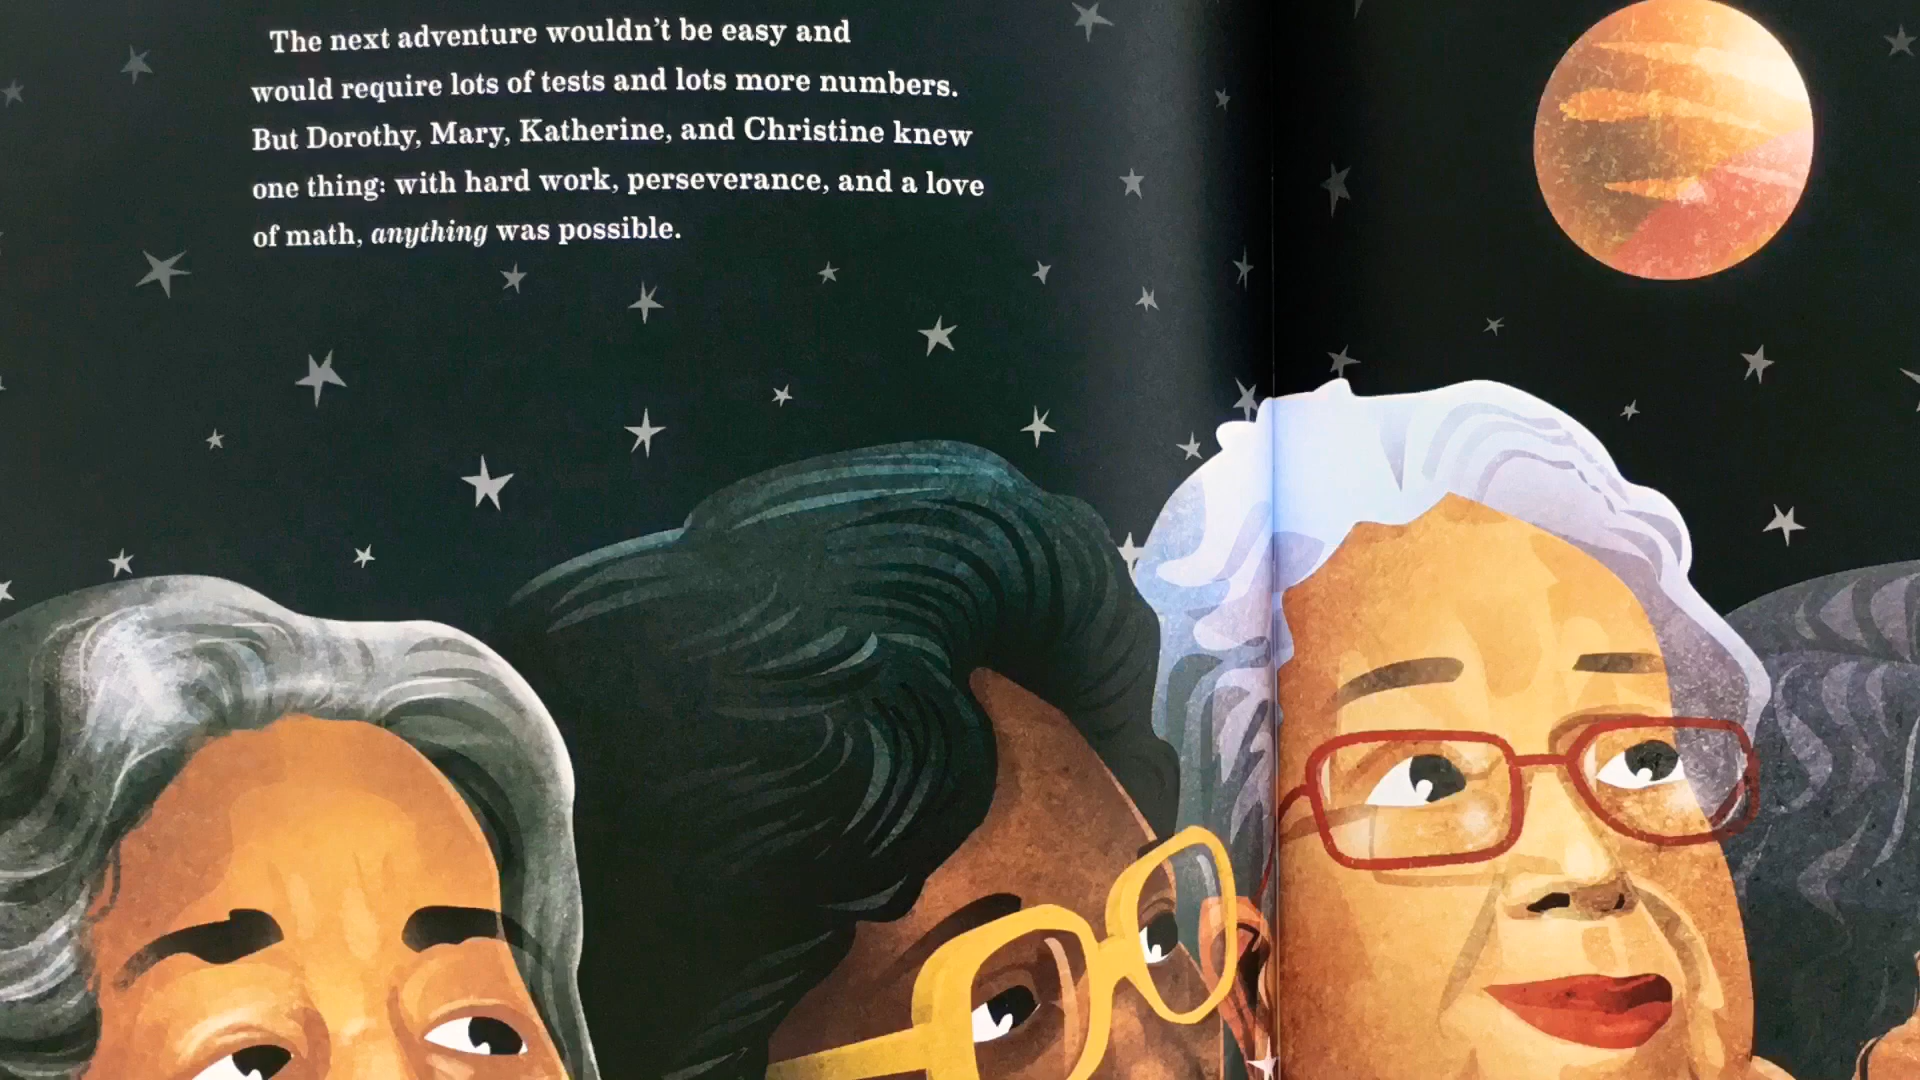 The next adventure wouldn't be easy and
would require lots of tests and lots more numbers.
But Dorothy, Mary, Katherine, and Christine knew
one thing: with hard work, perseverance, and a love
of math, anything was possible.